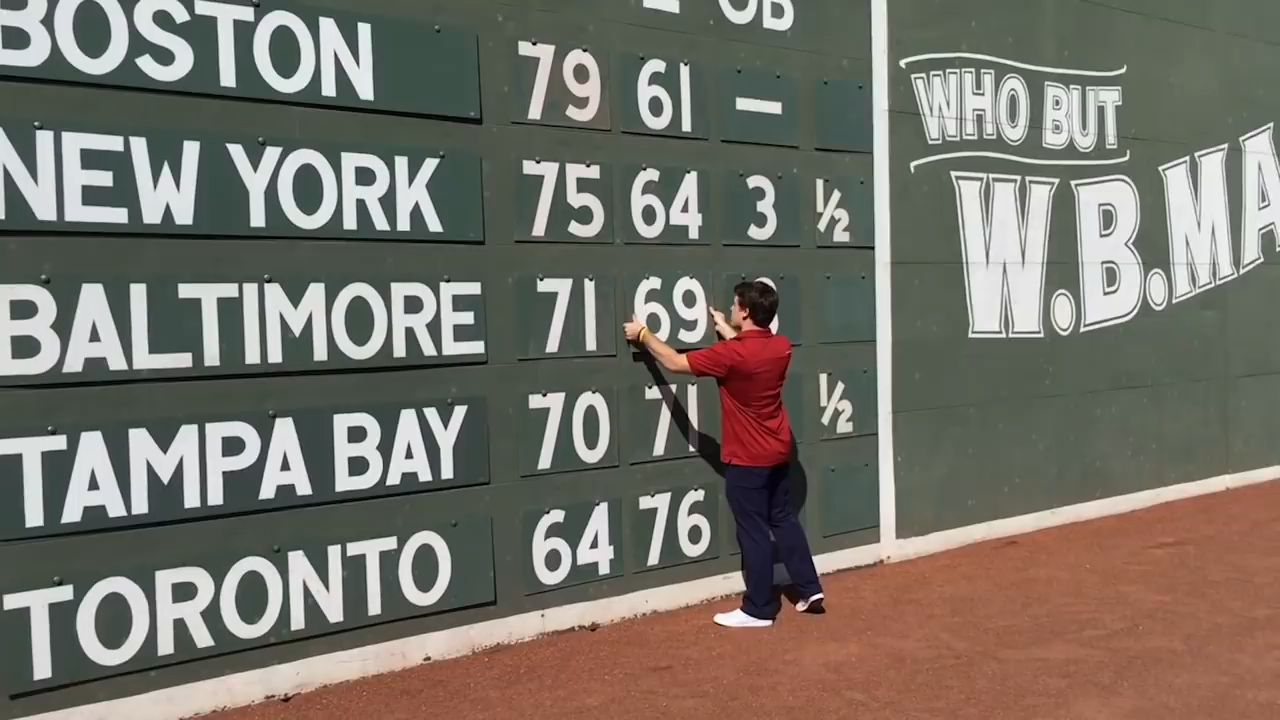 GB
BOSTON 79 61 —
NEW YORK 75 64 3 ½
BALTIMORE 71 69
TAMPA BAY 70 71 ½
TORONTO 64 76
WHO BUT
W.B.MA